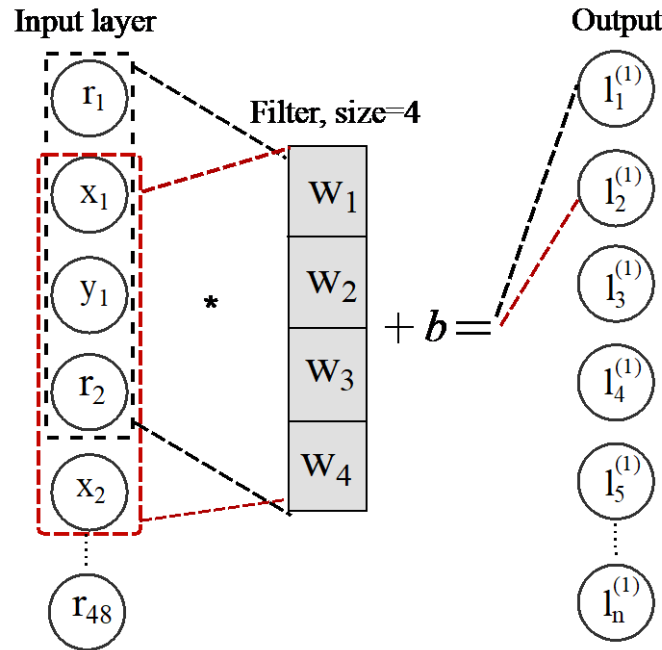 Input layer
r₁
x₁
y₁
r₂
x₂
r₄₈
*
Filter, size=4
w₁
w₂
w₃
w₄
+ b =
Output
l₁⁽¹⁾
l₂⁽¹⁾
l₃⁽¹⁾
l₄⁽¹⁾
l₅⁽¹⁾
lₙ⁽¹⁾